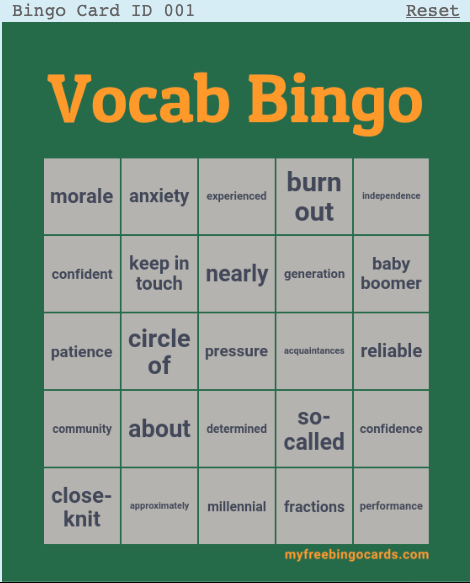 Bingo Card ID 001 Reset
Vocab Bingo
morale anxiety experienced burn out independence
confident keep in touch nearly generation baby boomer
patience circle of pressure acquaintances reliable
community about determined so-called confidence
close-knit approximately millennial fractions performance
myfreebingocards.com